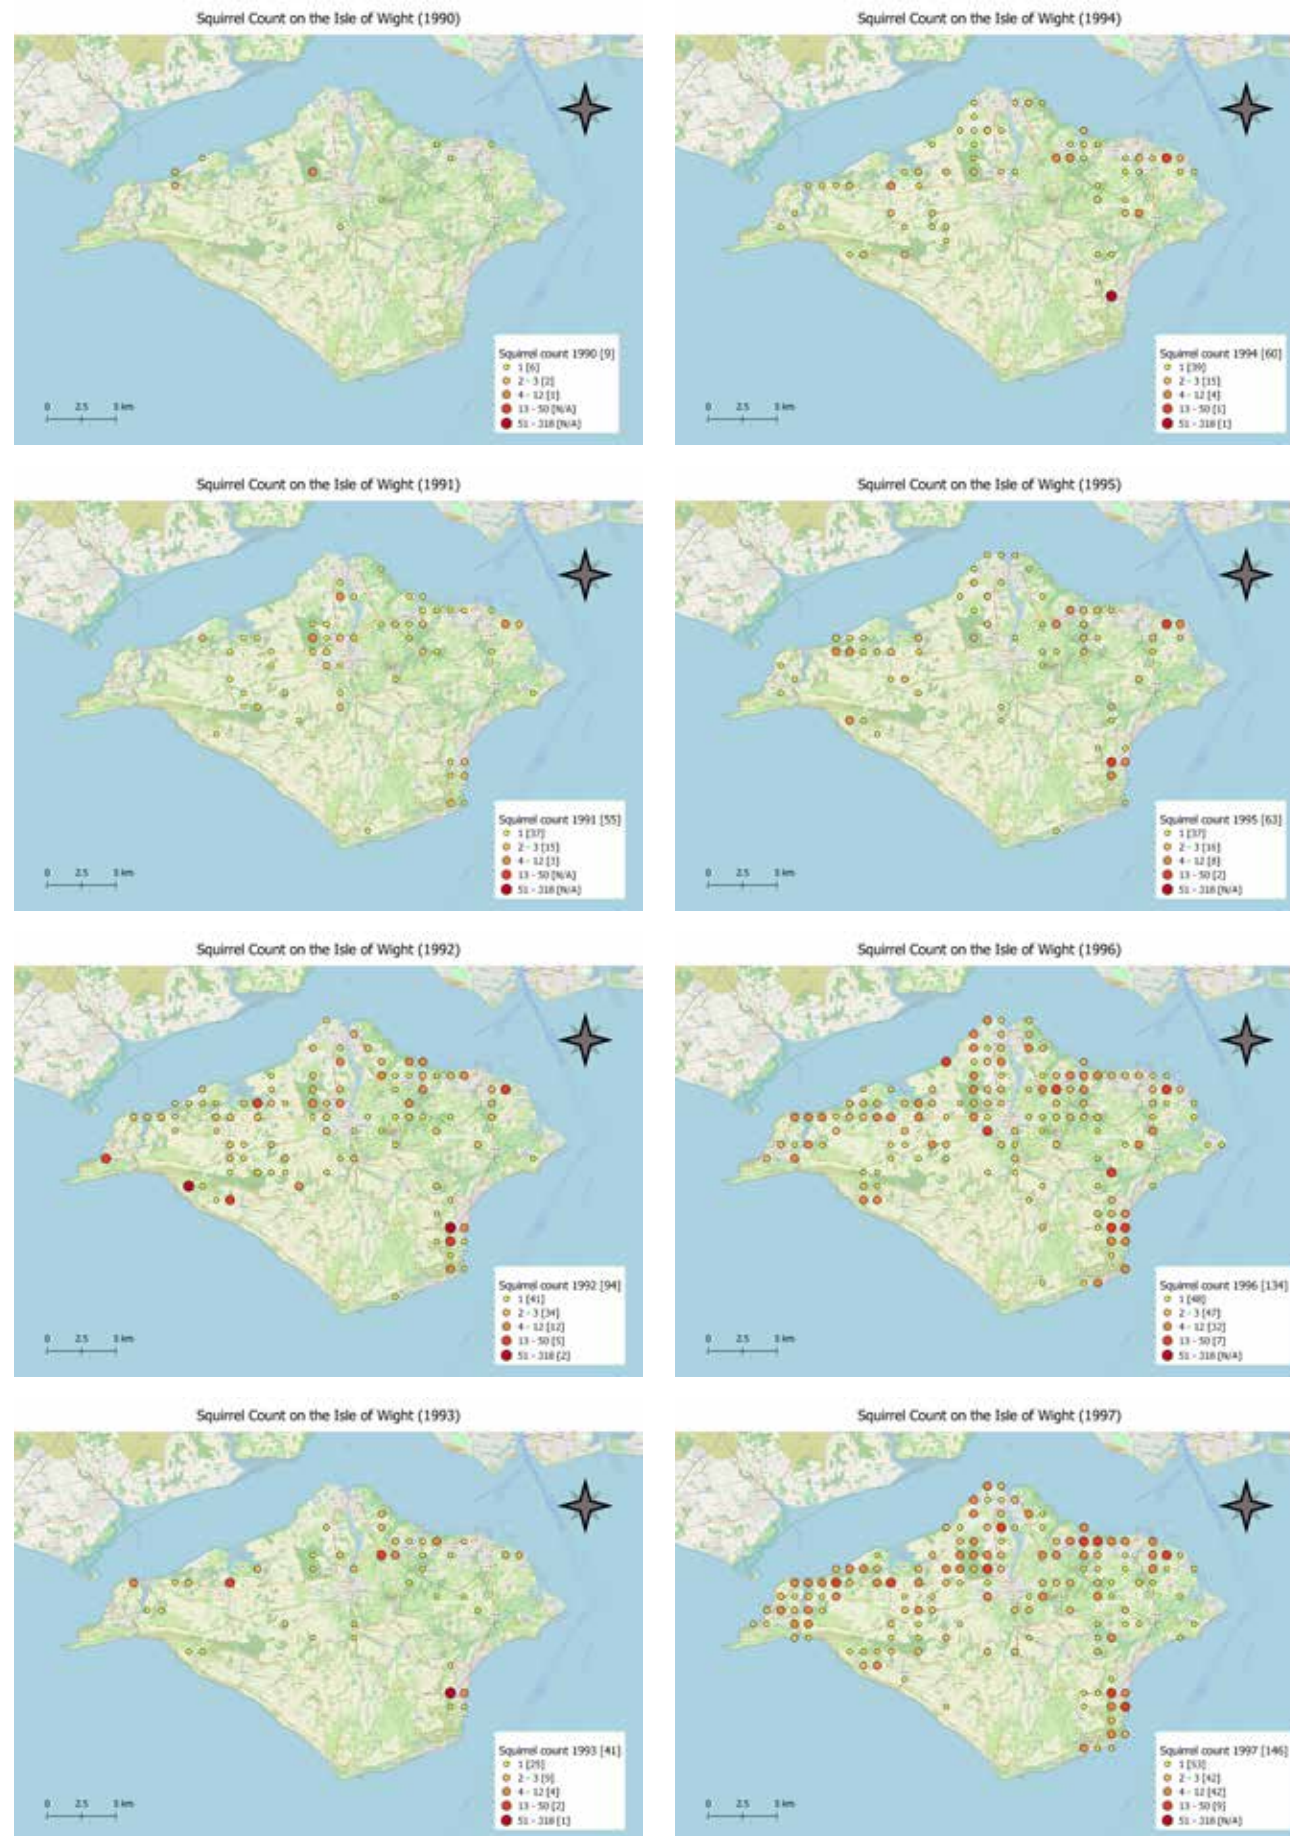 Squirrel Count on the Isle of Wight (1990)
Squirrel count 1990 [9]
1 [6]
2 - 3 [2]
4 - 12 [1]
13 - 50 [N/A]
51 - 318 [N/A]
0 2.5 5 km
Squirrel Count on the Isle of Wight (1994)
Squirrel count 1994 [60]
1 [39]
2 - 3 [15]
4 - 12 [4]
13 - 50 [1]
51 - 318 [1]
0 2.5 5 km
Squirrel Count on the Isle of Wight (1991)
Squirrel count 1991 [55]
1 [37]
2 - 3 [15]
4 - 12 [3]
13 - 50 [N/A]
51 - 318 [N/A]
0 2.5 5 km
Squirrel Count on the Isle of Wight (1995)
Squirrel count 1995 [63]
1 [37]
2 - 3 [16]
4 - 12 [8]
13 - 50 [2]
51 - 318 [N/A]
0 2.5 5 km
Squirrel Count on the Isle of Wight (1992)
Squirrel count 1992 [94]
1 [41]
2 - 3 [34]
4 - 12 [12]
13 - 50 [5]
51 - 318 [2]
0 2.5 5 km
Squirrel Count on the Isle of Wight (1996)
Squirrel count 1996 [134]
1 [48]
2 - 3 [47]
4 - 12 [32]
13 - 50 [7]
51 - 318 [N/A]
0 2.5 5 km
Squirrel Count on the Isle of Wight (1993)
Squirrel count 1993 [41]
1 [25]
2 - 3 [9]
4 - 12 [4]
13 - 50 [2]
51 - 318 [1]
0 2.5 5 km
Squirrel Count on the Isle of Wight (1997)
Squirrel count 1997 [146]
1 [53]
2 - 3 [42]
4 - 12 [42]
13 - 50 [9]
51 - 318 [N/A]
0 2.5 5 km